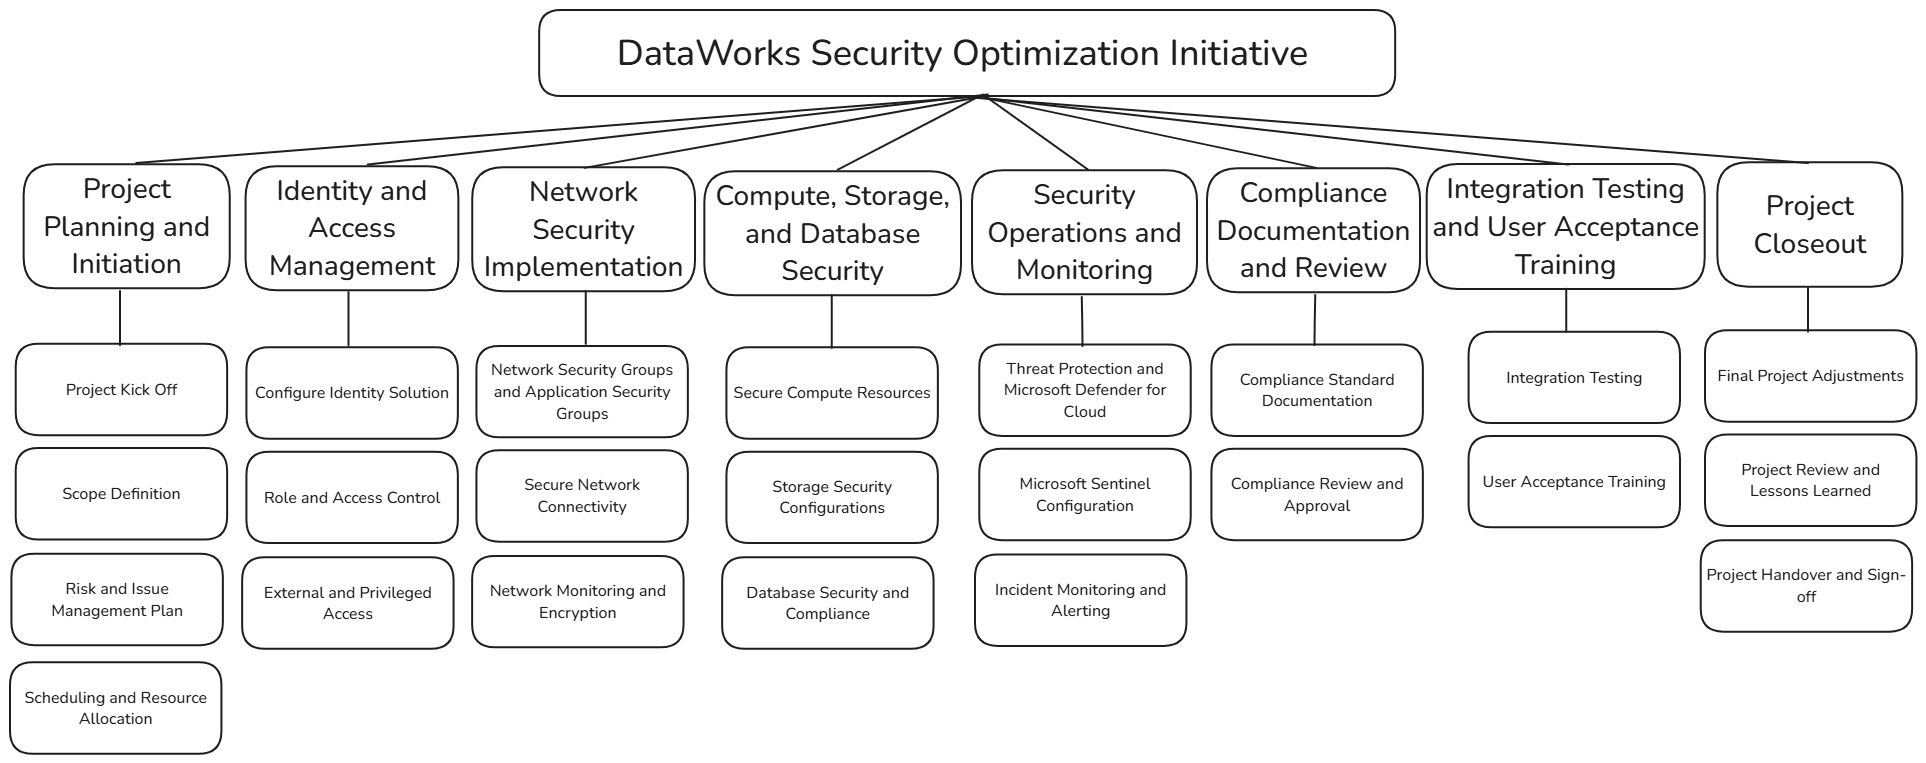 DataWorks Security Optimization Initiative
Project
Planning and
Initiation
Identity and
Access
Management
Network
Security
Implementation
Compute, Storage,
and Database
Security
Security
Operations and
Monitoring
Compliance
Documentation
and Review
Integration Testing
and User Acceptance
Training
Project
Closeout
Project Kick Off
Scope Definition
Risk and Issue
Management Plan
Scheduling and Resource
Allocation
Configure Identity Solution
Role and Access Control
External and Privileged
Access
Network Security Groups
and Application Security
Groups
Secure Network
Connectivity
Network Monitoring and
Encryption
Secure Compute Resources
Storage Security
Configurations
Database Security and
Compliance
Threat Protection and
Microsoft Defender for
Cloud
Microsoft Sentinel
Configuration
Incident Monitoring and
Alerting
Compliance Standard
Documentation
Compliance Review and
Approval
Integration Testing
User Acceptance Training
Final Project Adjustments
Project Review and
Lessons Learned
Project Handover and Sign-
off